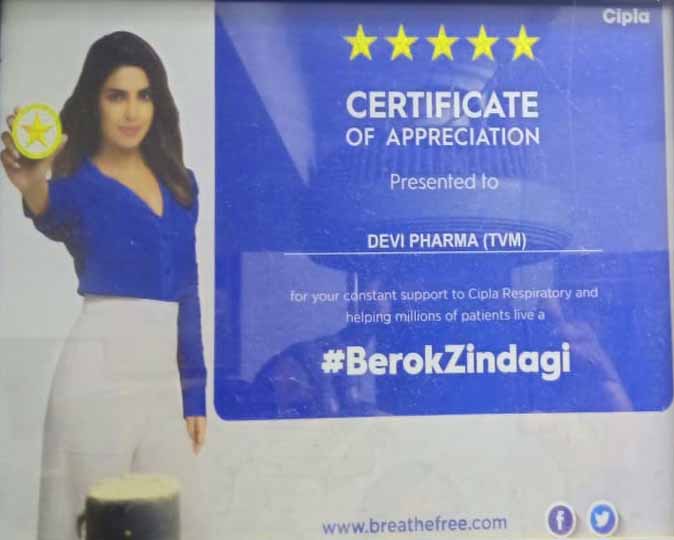 Cipla
CERTIFICATE
OF APPRECIATION
Presented to
DEVI PHARMA (TVM)
for your constant support to Cipla Respiratory and
helping millions of patients live a
#BerokZindagi
www.breathefree.com